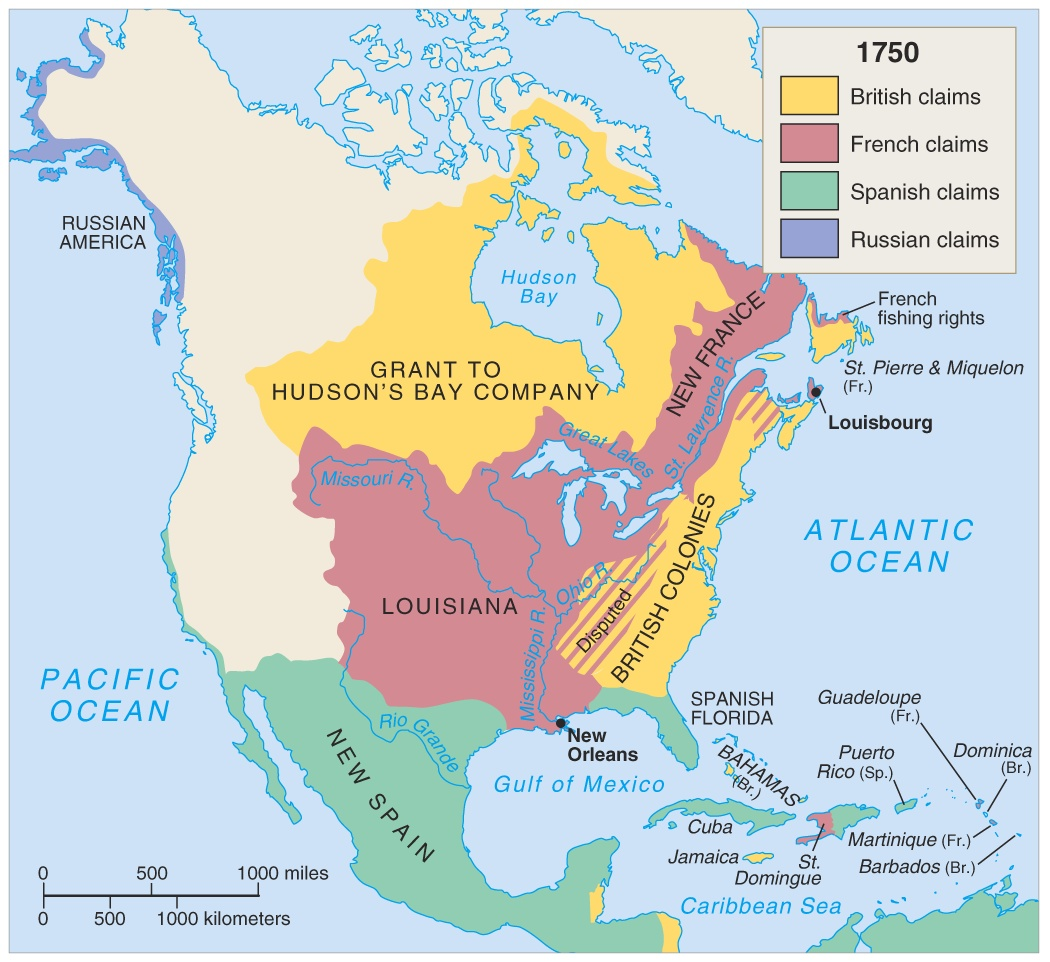 1750
British claims
French claims
Spanish claims
Russian claims
RUSSIAN
AMERICA
Hudson
Bay
French
fishing rights
GRANT TO
HUDSON'S BAY COMPANY
NEW FRANCE
St. Lawrence R.
St. Pierre & Miquelon
(Fr.)
Louisbourg
Great Lakes
Missouri R.
ATLANTIC
OCEAN
LOUISIANA
Ohio R.
Disputed
BRITISH COLONIES
Mississippi R.
PACIFIC
OCEAN
SPANISH
FLORIDA
New
Orleans
Rio Grande
NEW SPAIN
Gulf of Mexico
BAHAMAS
(Br.)
Guadeloupe
(Fr.)
Puerto
Rico (Sp.)
Dominica
(Br.)
Cuba
Jamaica
St.
Domingue
Martinique (Fr.)
Barbados (Br.)
Caribbean Sea
0 500 1000 miles
0 500 1000 kilometers